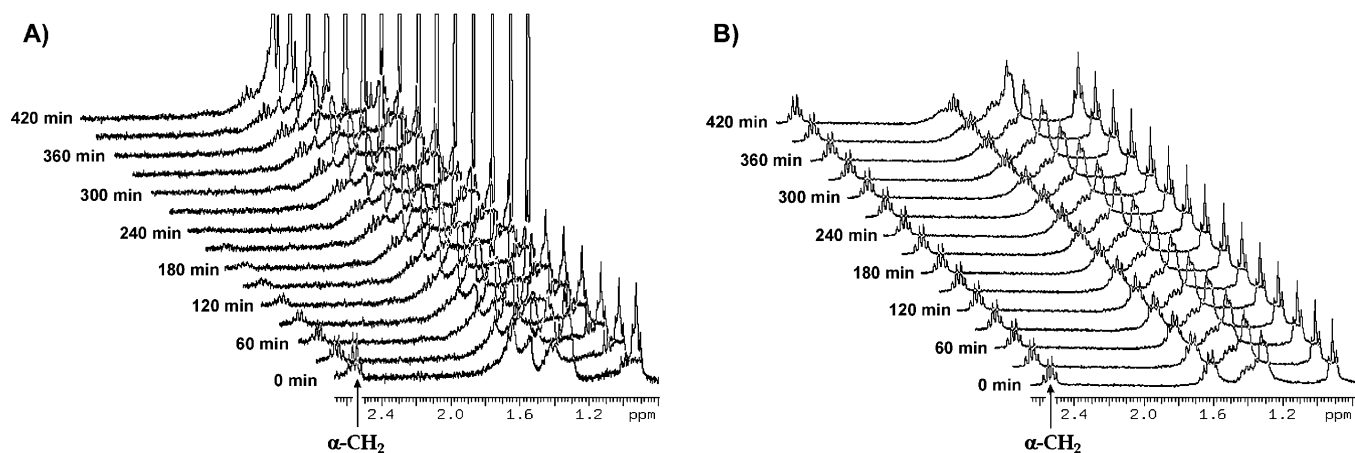 A)
420 min
360 min
300 min
240 min
180 min
120 min
60 min
0 min
2.4 2.0 1.6 1.2 ppm
α-CH₂
B)
420 min
360 min
300 min
240 min
180 min
120 min
60 min
0 min
2.4 2.0 1.6 1.2 ppm
α-CH₂